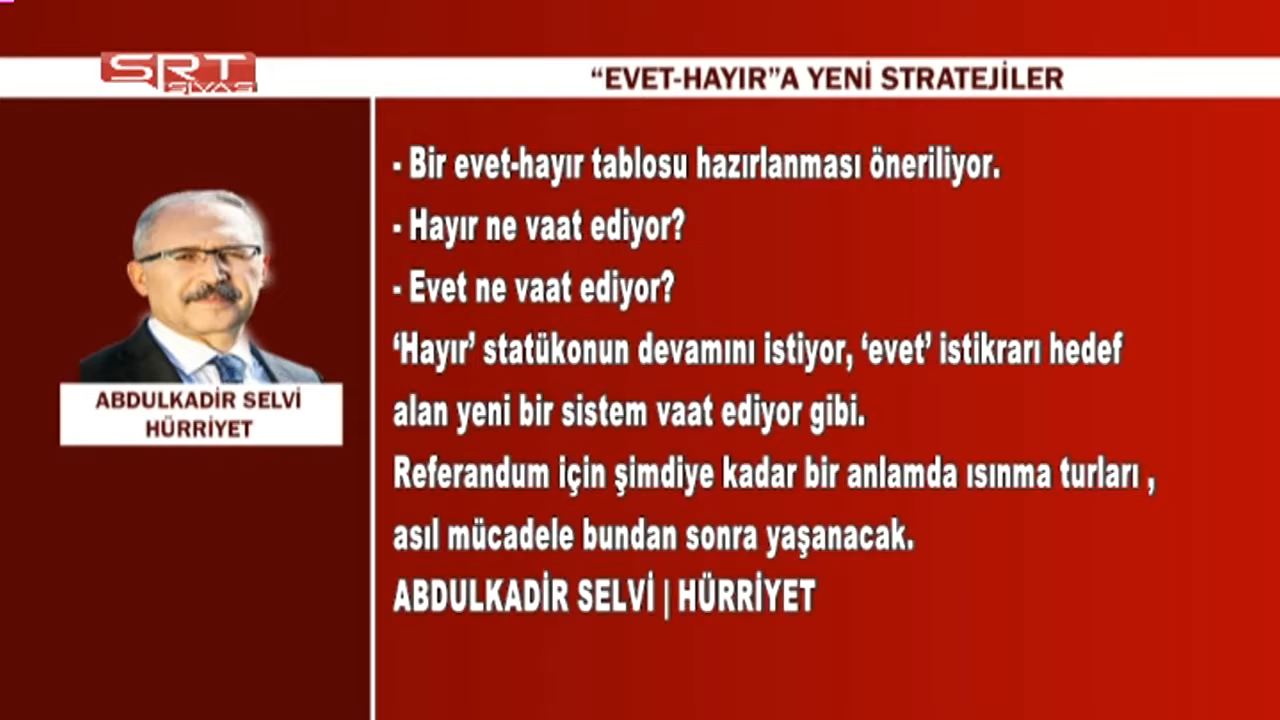 SRT
SİVAS
“EVET-HAYIR”A YENİ STRATEJİLER
- Bir evet-hayır tablosu hazırlanması öneriliyor.
- Hayır ne vaat ediyor?
- Evet ne vaat ediyor?
‘Hayır’ statükonun devamını istiyor, ‘evet’ istikrarı hedef
alan yeni bir sistem vaat ediyor gibi.
Referandum için şimdiye kadar bir anlamda ısınma turları ,
asıl mücadele bundan sonra yaşanacak.
ABDULKADİR SELVİ | HÜRRİYET
ABDULKADİR SELVİ
HÜRRİYET